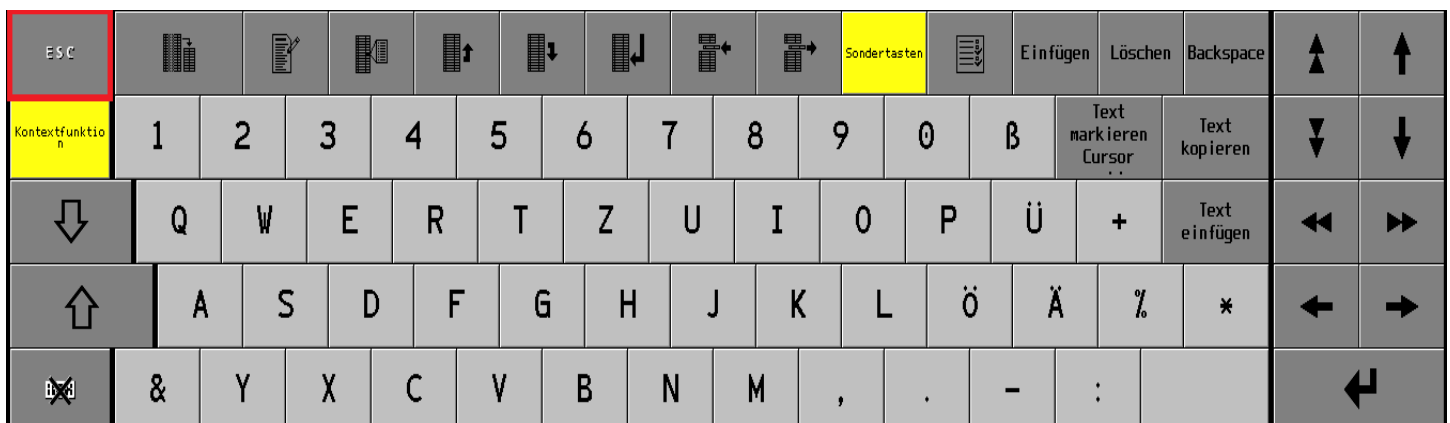 ESC Sondertasten Einfügen Löschen Backspace
Kontextfunktio
n
1 2 3 4 5 6 7 8 9 0 ß
Text
markieren
Cursor
Text
kopieren
Q W E R T Z U I O P Ü +
Text
einfügen
A S D F G H J K L Ö Ä % *
& Y X C V B N M , . - :